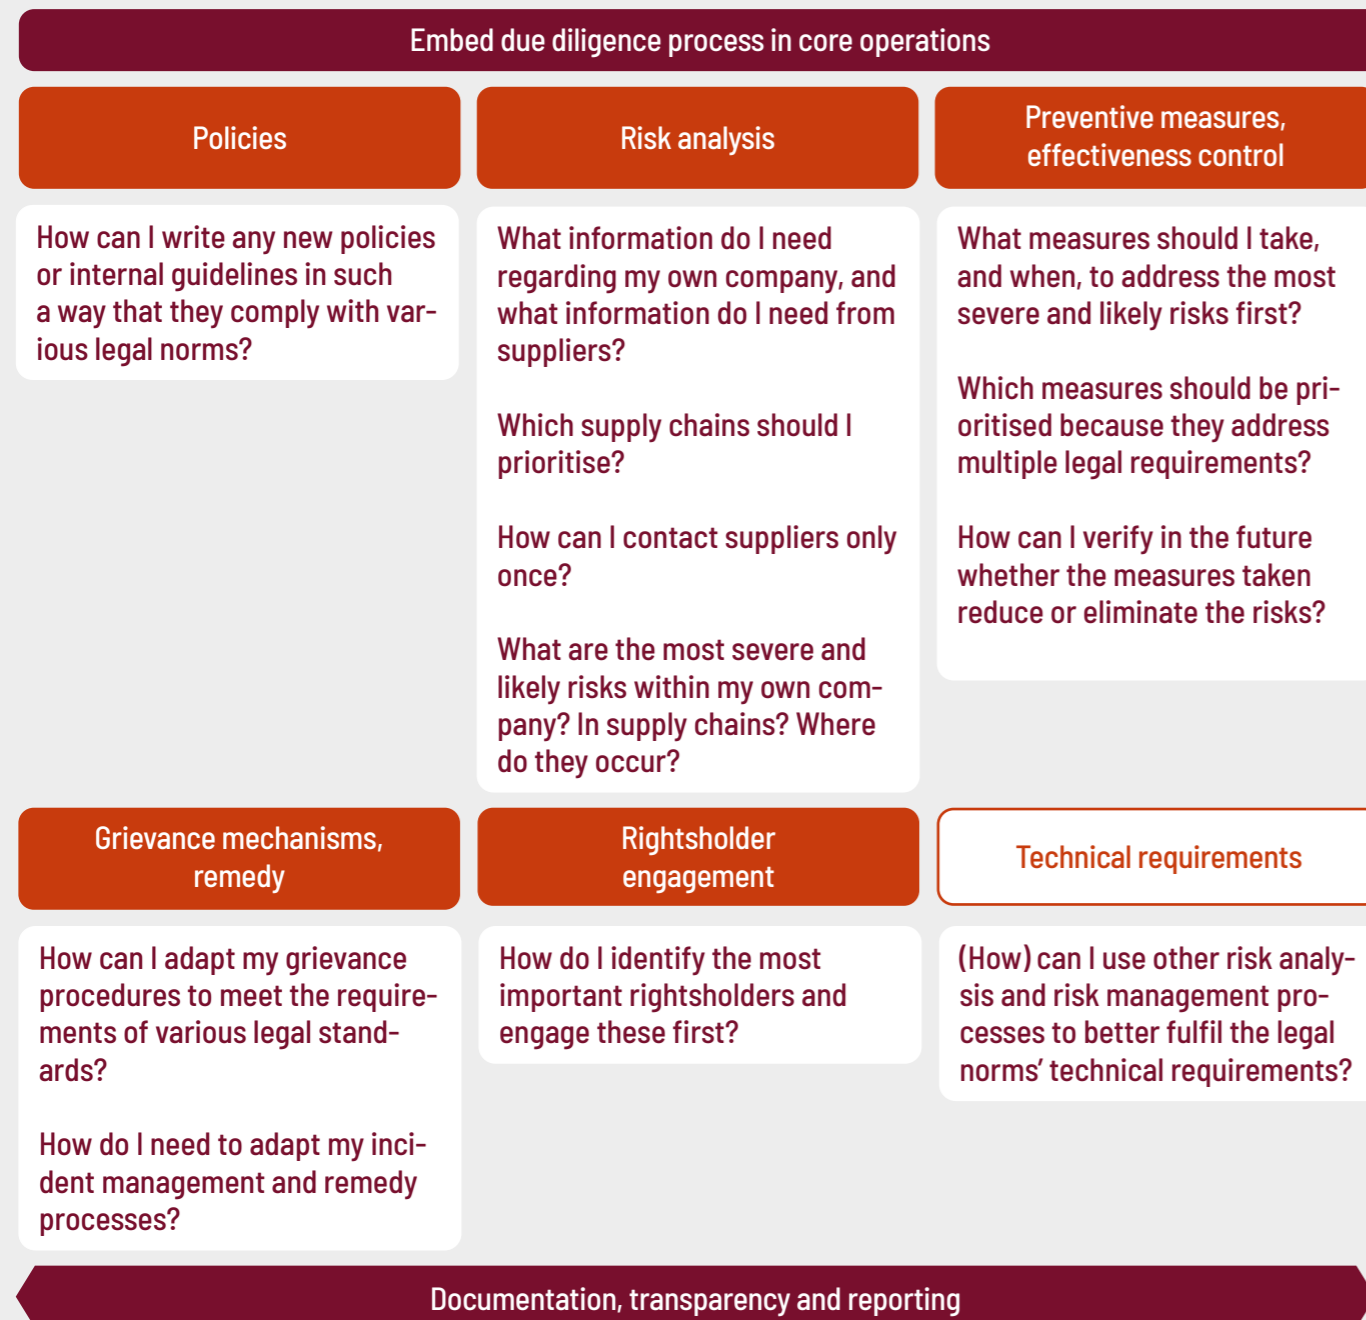 Embed due diligence process in core operations
Policies
How can I write any new policies
or internal guidelines in such
a way that they comply with var-
ious legal norms?
Risk analysis
What information do I need
regarding my own company, and
what information do I need from
suppliers?
Which supply chains should I
prioritise?
How can I contact suppliers only
once?
What are the most severe and
likely risks within my own com-
pany? In supply chains? Where
do they occur?
Preventive measures,
effectiveness control
What measures should I take,
and when, to address the most
severe and likely risks first?
Which measures should be pri-
oritised because they address
multiple legal requirements?
How can I verify in the future
whether the measures taken
reduce or eliminate the risks?
Grievance mechanisms,
remedy
How can I adapt my grievance
procedures to meet the require-
ments of various legal stand-
ards?
How do I need to adapt my inci-
dent management and remedy
processes?
Rightsholder
engagement
How do I identify the most
important rightsholders and
engage these first?
Technical requirements
(How) can I use other risk analy-
sis and risk management pro-
cesses to better fulfil the legal
norms’ technical requirements?
Documentation, transparency and reporting